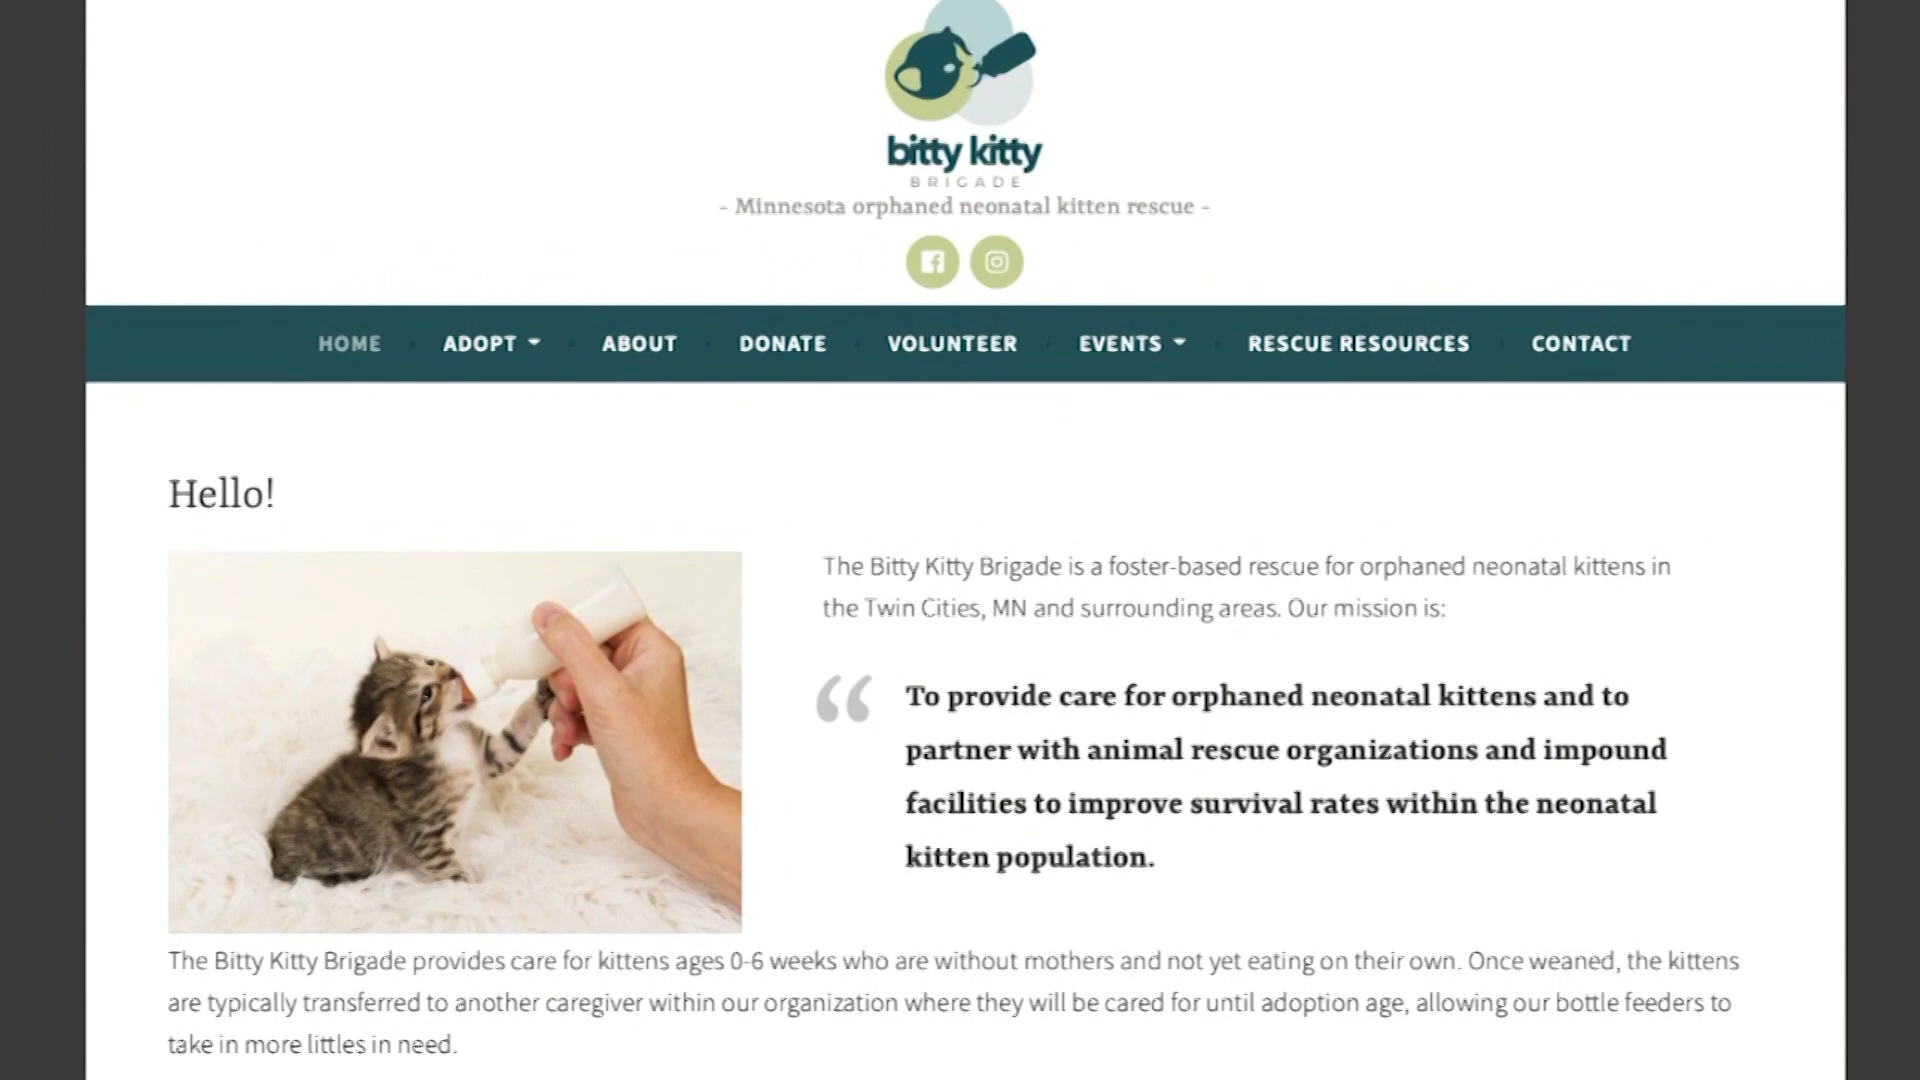 bitty kitty
BRIGADE
- Minnesota orphaned neonatal kitten rescue -
HOME ADOPT ABOUT DONATE VOLUNTEER EVENTS RESCUE RESOURCES CONTACT
Hello!
The Bitty Kitty Brigade is a foster-based rescue for orphaned neonatal kittens in
the Twin Cities, MN and surrounding areas. Our mission is:
“ To provide care for orphaned neonatal kittens and to
partner with animal rescue organizations and impound
facilities to improve survival rates within the neonatal
kitten population.
The Bitty Kitty Brigade provides care for kittens ages 0-6 weeks who are without mothers and not yet eating on their own. Once weaned, the kittens
are typically transferred to another caregiver within our organization where they will be cared for until adoption age, allowing our bottle feeders to
take in more littles in need.